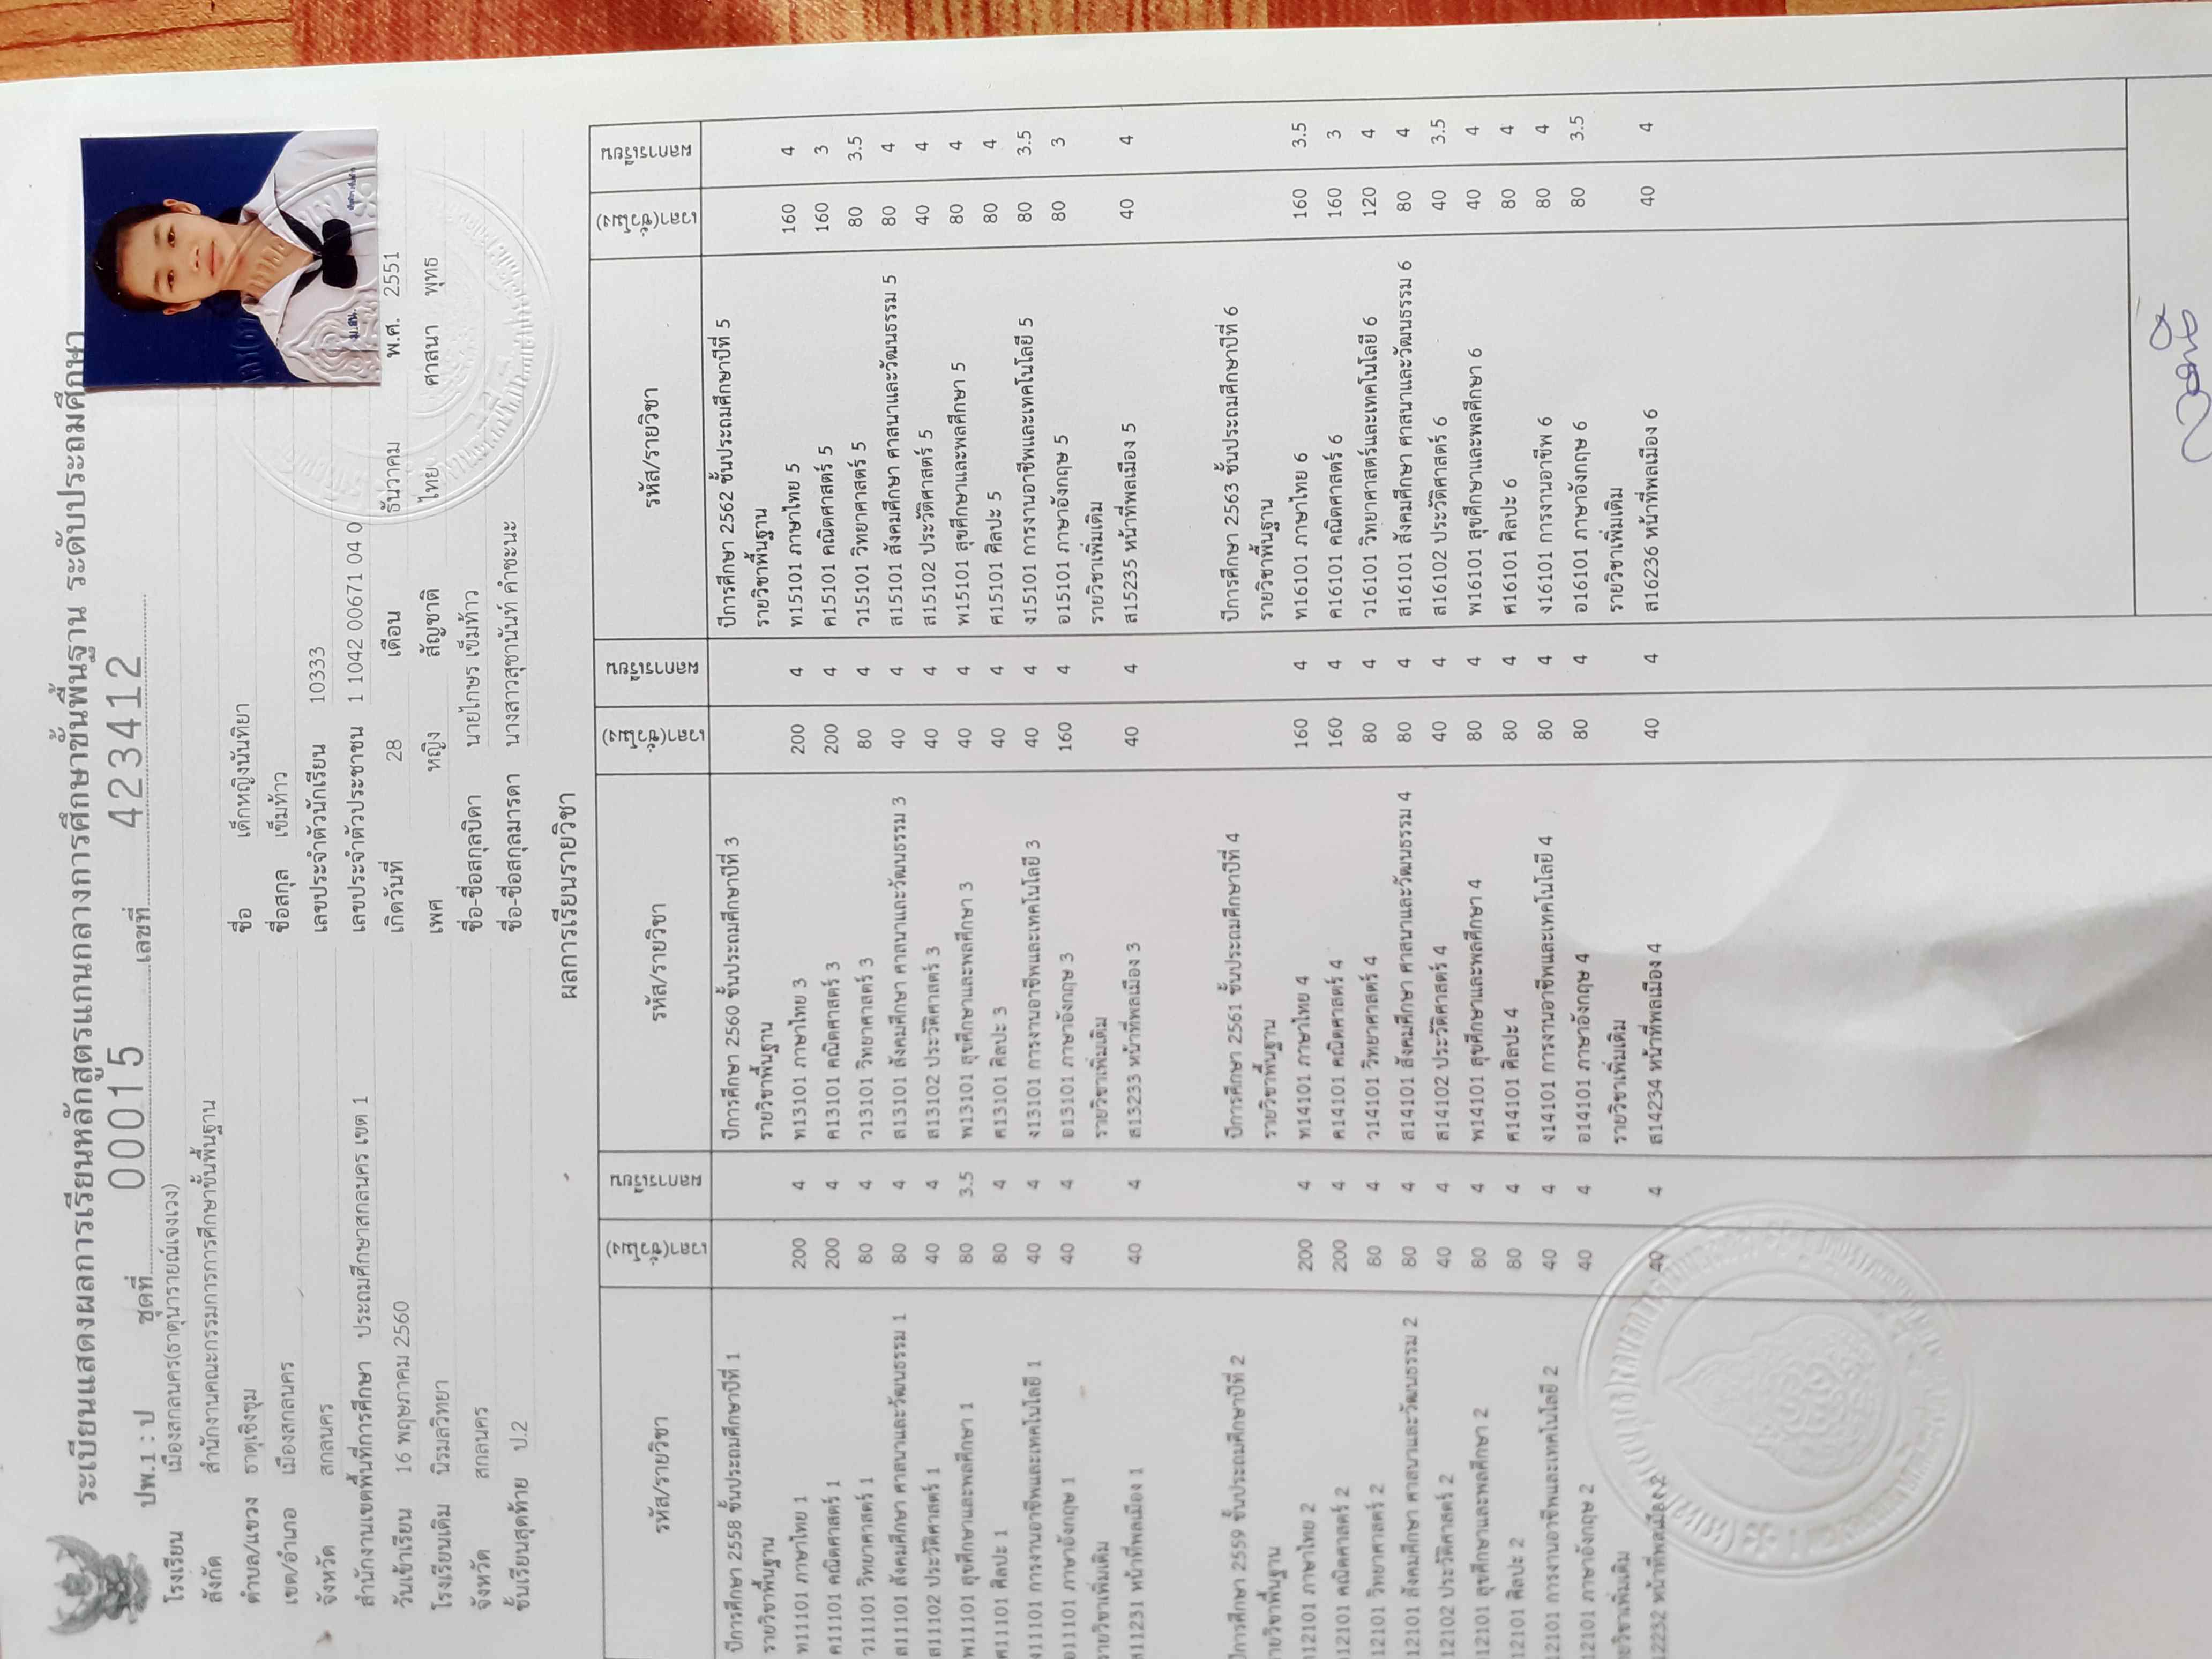 ระเบียนแสดงผลการเรียนหลักสูตรแกนกลางการศึกษาขั้นพื้นฐาน ระดับประถมศึกษา
ปพ.1 : ป ชุดที่ 00015 เลขที่ 423412
โรงเรียน เมืองสกลนคร(ธาตุนารายณ์เจงเวง)
สังกัด สำนักงานคณะกรรมการการศึกษาขั้นพื้นฐาน
ตำบล/แขวง ธาตุเชิงชุม
เขต/อำเภอ เมืองสกลนคร
จังหวัด สกลนคร
สำนักงานเขตพื้นที่การศึกษา ประถมศึกษาสกลนคร เขต 1
วันเข้าเรียน 16 พฤษภาคม 2560
โรงเรียนเดิม นิรมลวิทยา
จังหวัด สกลนคร
ชั้นเรียนสุดท้าย ป.2
ชื่อ เด็กหญิงนันทิยา
ชื่อสกุล เข็มท้าว
เลขประจำตัวนักเรียน 10333
เลขประจำตัวประชาชน 1 1042 00671 04 0
เกิดวันที่ 28 เดือน ธันวาคม พ.ศ. 2551
เพศ หญิง สัญชาติ ไทย ศาสนา พุทธ
ชื่อ-ชื่อสกุลบิดา นายไกษร เข็มท้าว
ชื่อ-ชื่อสกุลมารดา นางสาวสุชานันท์ คำชะนะ
ผลการเรียนรายวิชา
รหัส/รายวิชา เวลา(ชั่วโมง) ผลการเรียน
ปีการศึกษา 2558 ชั้นประถมศึกษาปีที่ 1
รายวิชาพื้นฐาน
ท11101 ภาษาไทย 1 200 4
ค11101 คณิตศาสตร์ 1 200 4
ว11101 วิทยาศาสตร์ 1 80 4
ส11101 สังคมศึกษา ศาสนาและวัฒนธรรม 1 80 4
ส11102 ประวัติศาสตร์ 1 40 4
พ11101 สุขศึกษาและพลศึกษา 1 80 3.5
ศ11101 ศิลปะ 1 80 4
ง11101 การงานอาชีพและเทคโนโลยี 1 40 4
อ11101 ภาษาอังกฤษ 1 40 4
รายวิชาเพิ่มเติม
ส11231 หน้าที่พลเมือง 1 40 4
ปีการศึกษา 2559 ชั้นประถมศึกษาปีที่ 2
รายวิชาพื้นฐาน
ท12101 ภาษาไทย 2 200 4
12101 คณิตศาสตร์ 2 200 4
12101 วิทยาศาสตร์ 2 80 4
12101 สังคมศึกษา ศาสนาและวัฒนธรรม 2 80 4
12102 ประวัติศาสตร์ 2 40 4
12101 สุขศึกษาและพลศึกษา 2 80 4
12101 ศิลปะ 2 80 4
12101 การงานอาชีพและเทคโนโลยี 2 40 4
12101 ภาษาอังกฤษ 2 40 4
รายวิชาเพิ่มเติม
12232 หน้าที่พลเมือง 2 40 4
รหัส/รายวิชา เวลา(ชั่วโมง) ผลการเรียน
ปีการศึกษา 2560 ชั้นประถมศึกษาปีที่ 3
รายวิชาพื้นฐาน
ท13101 ภาษาไทย 3 200 4
ค13101 คณิตศาสตร์ 3 200 4
ว13101 วิทยาศาสตร์ 3 80 4
ส13101 สังคมศึกษา ศาสนาและวัฒนธรรม 3 40 4
ส13102 ประวัติศาสตร์ 3 40 4
พ13101 สุขศึกษาและพลศึกษา 3 40 4
ศ13101 ศิลปะ 3 40 4
ง13101 การงานอาชีพและเทคโนโลยี 3 40 4
อ13101 ภาษาอังกฤษ 3 160 4
รายวิชาเพิ่มเติม
ส13233 หน้าที่พลเมือง 3 40 4
ปีการศึกษา 2561 ชั้นประถมศึกษาปีที่ 4
รายวิชาพื้นฐาน
ท14101 ภาษาไทย 4 160 4
ค14101 คณิตศาสตร์ 4 160 4
ว14101 วิทยาศาสตร์ 4 80 4
ส14101 สังคมศึกษา ศาสนาและวัฒนธรรม 4 80 4
ส14102 ประวัติศาสตร์ 4 40 4
พ14101 สุขศึกษาและพลศึกษา 4 80 4
ศ14101 ศิลปะ 4 80 4
ง14101 การงานอาชีพและเทคโนโลยี 4 80 4
อ14101 ภาษาอังกฤษ 4 80 4
รายวิชาเพิ่มเติม
ส14234 หน้าที่พลเมือง 4 40 4
รหัส/รายวิชา เวลา(ชั่วโมง) ผลการเรียน
ปีการศึกษา 2562 ชั้นประถมศึกษาปีที่ 5
รายวิชาพื้นฐาน
ท15101 ภาษาไทย 5 160 4
ค15101 คณิตศาสตร์ 5 160 3
ว15101 วิทยาศาสตร์ 5 80 3.5
ส15101 สังคมศึกษา ศาสนาและวัฒนธรรม 5 80 4
ส15102 ประวัติศาสตร์ 5 40 4
พ15101 สุขศึกษาและพลศึกษา 5 80 4
ศ15101 ศิลปะ 5 80 4
ง15101 การงานอาชีพและเทคโนโลยี 5 80 3.5
อ15101 ภาษาอังกฤษ 5 80 3
รายวิชาเพิ่มเติม
ส15235 หน้าที่พลเมือง 5 40 4
ปีการศึกษา 2563 ชั้นประถมศึกษาปีที่ 6
รายวิชาพื้นฐาน
ท16101 ภาษาไทย 6 160 3.5
ค16101 คณิตศาสตร์ 6 160 3
ว16101 วิทยาศาสตร์และเทคโนโลยี 6 120 4
ส16101 สังคมศึกษา ศาสนาและวัฒนธรรม 6 80 4
ส16102 ประวัติศาสตร์ 6 40 3.5
พ16101 สุขศึกษาและพลศึกษา 6 40 4
ศ16101 ศิลปะ 6 80 4
ง16101 การงานอาชีพ 6 80 4
อ16101 ภาษาอังกฤษ 6 80 3.5
รายวิชาเพิ่มเติม
ส16236 หน้าที่พลเมือง 6 40 4